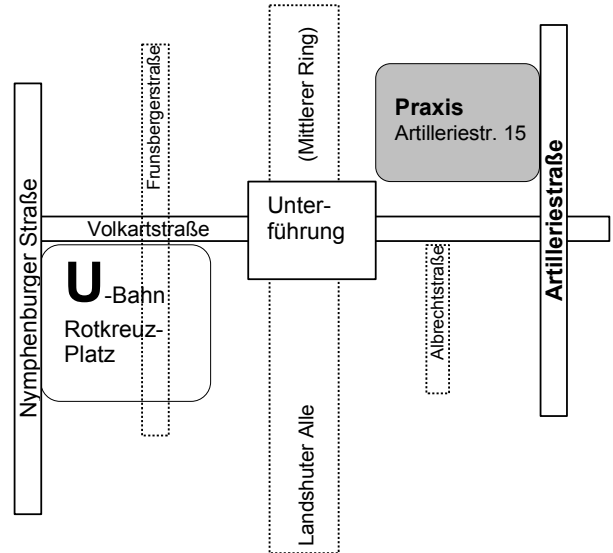 Frunsbergerstraße
(Mittlerer Ring)
Praxis
Artilleriestr. 15
Nymphenburger Straße
Volkartstraße
Unter-
führung
Artilleriestraße
U-Bahn
Rotkreuz-
Platz
Albrechtstraße
Landshuter Alle